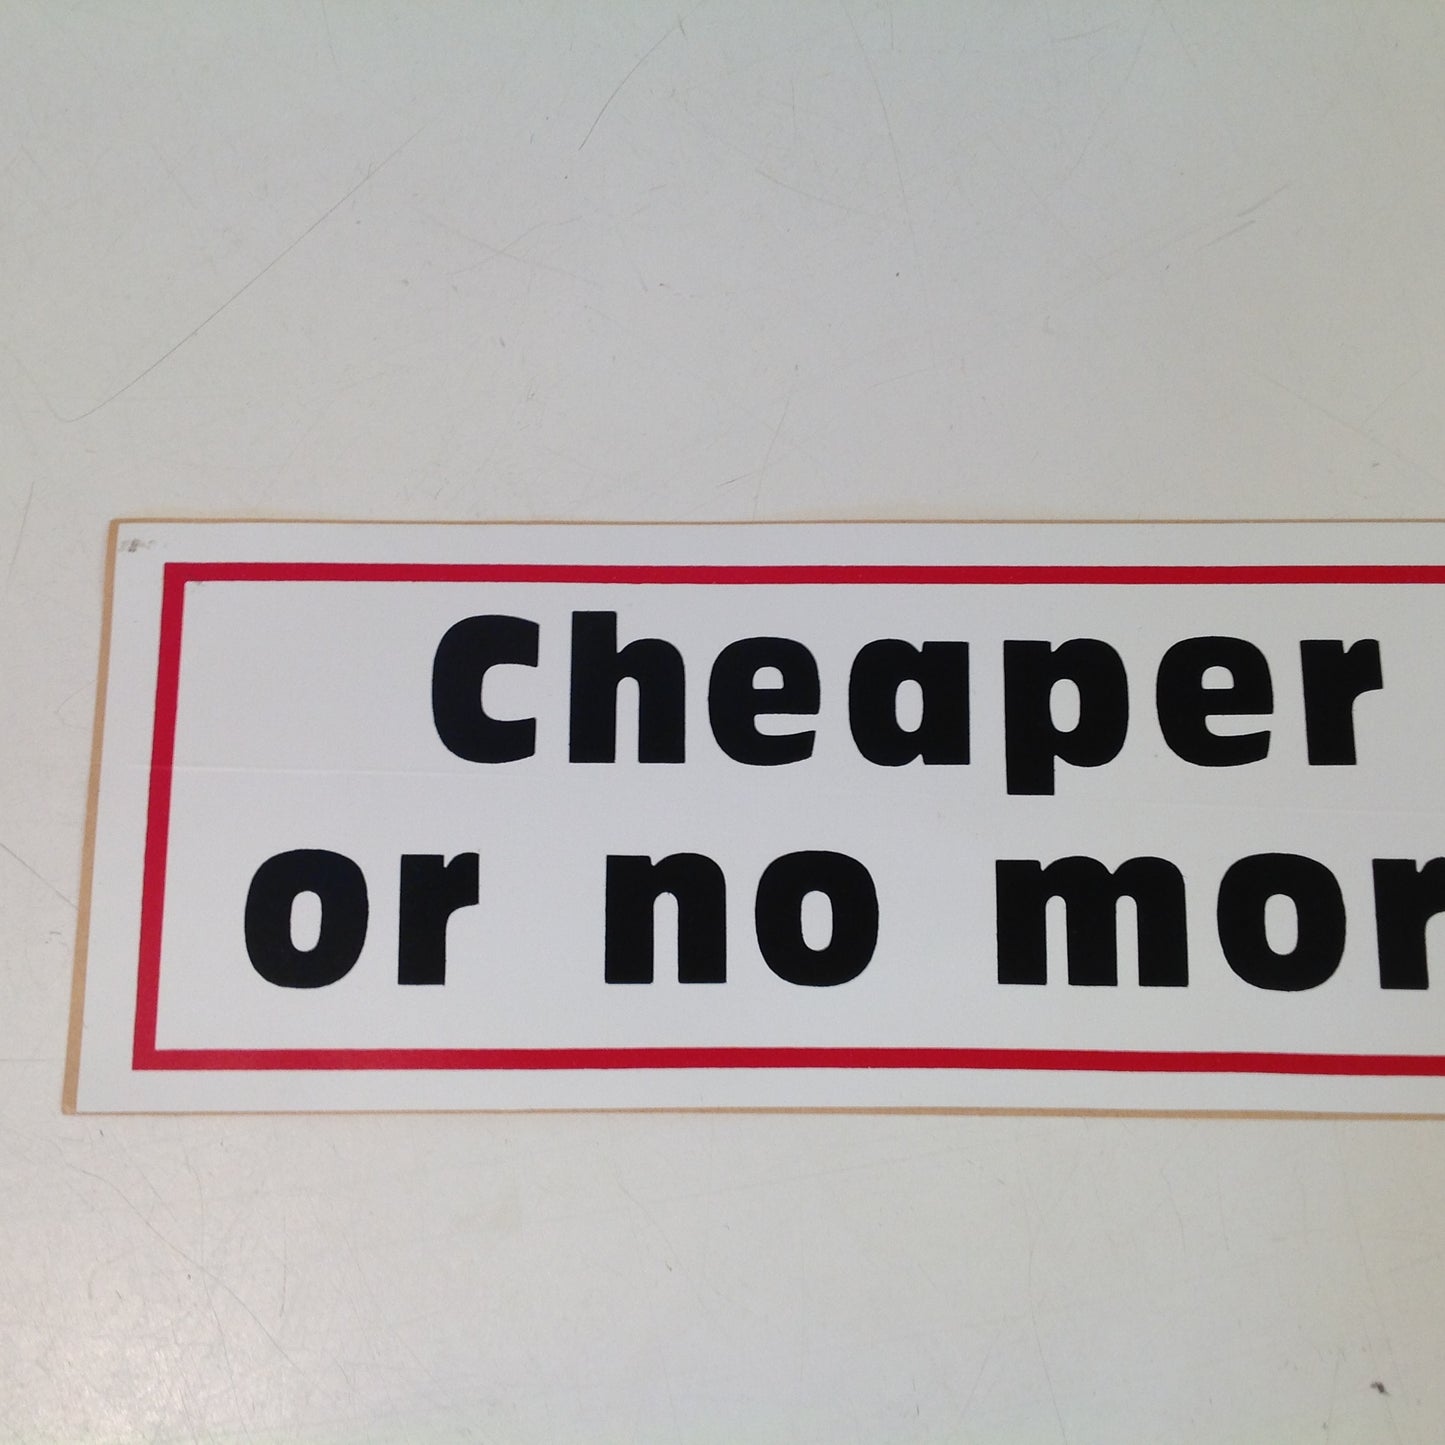 Cheaper
or no mor